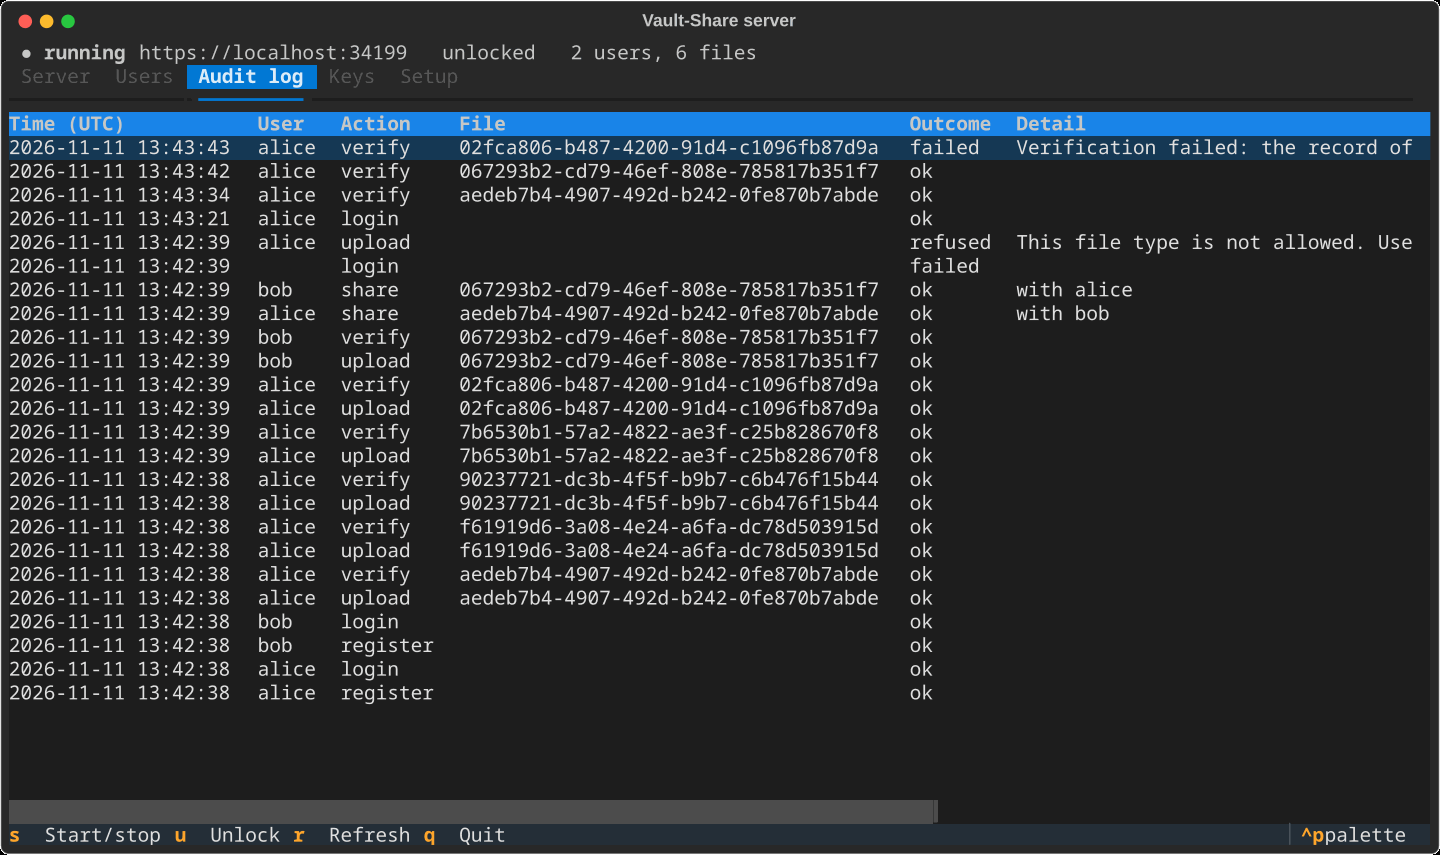 Vault-Share server
● running https://localhost:34199 unlocked 2 users, 6 files
Server Users Audit log Keys Setup
Time (UTC) User Action File Outcome Detail
2026-11-11 13:43:43 alice verify 02fca806-b487-4200-91d4-c1096fb87d9a failed Verification failed: the record of
2026-11-11 13:43:42 alice verify 067293b2-cd79-46ef-808e-785817b351f7 ok
2026-11-11 13:43:34 alice verify aedeb7b4-4907-492d-b242-0fe870b7abde ok
2026-11-11 13:43:21 alice login ok
2026-11-11 13:42:39 alice upload refused This file type is not allowed. Use
2026-11-11 13:42:39 login failed
2026-11-11 13:42:39 bob share 067293b2-cd79-46ef-808e-785817b351f7 ok with alice
2026-11-11 13:42:39 alice share aedeb7b4-4907-492d-b242-0fe870b7abde ok with bob
2026-11-11 13:42:39 bob verify 067293b2-cd79-46ef-808e-785817b351f7 ok
2026-11-11 13:42:39 bob upload 067293b2-cd79-46ef-808e-785817b351f7 ok
2026-11-11 13:42:39 alice verify 02fca806-b487-4200-91d4-c1096fb87d9a ok
2026-11-11 13:42:39 alice upload 02fca806-b487-4200-91d4-c1096fb87d9a ok
2026-11-11 13:42:39 alice verify 7b6530b1-57a2-4822-ae3f-c25b828670f8 ok
2026-11-11 13:42:39 alice upload 7b6530b1-57a2-4822-ae3f-c25b828670f8 ok
2026-11-11 13:42:38 alice verify 90237721-dc3b-4f5f-b9b7-c6b476f15b44 ok
2026-11-11 13:42:38 alice upload 90237721-dc3b-4f5f-b9b7-c6b476f15b44 ok
2026-11-11 13:42:38 alice verify f61919d6-3a08-4e24-a6fa-dc78d503915d ok
2026-11-11 13:42:38 alice upload f61919d6-3a08-4e24-a6fa-dc78d503915d ok
2026-11-11 13:42:38 alice verify aedeb7b4-4907-492d-b242-0fe870b7abde ok
2026-11-11 13:42:38 alice upload aedeb7b4-4907-492d-b242-0fe870b7abde ok
2026-11-11 13:42:38 bob login ok
2026-11-11 13:42:38 bob register ok
2026-11-11 13:42:38 alice login ok
2026-11-11 13:42:38 alice register ok
s Start/stop u Unlock r Refresh q Quit ^ppalette